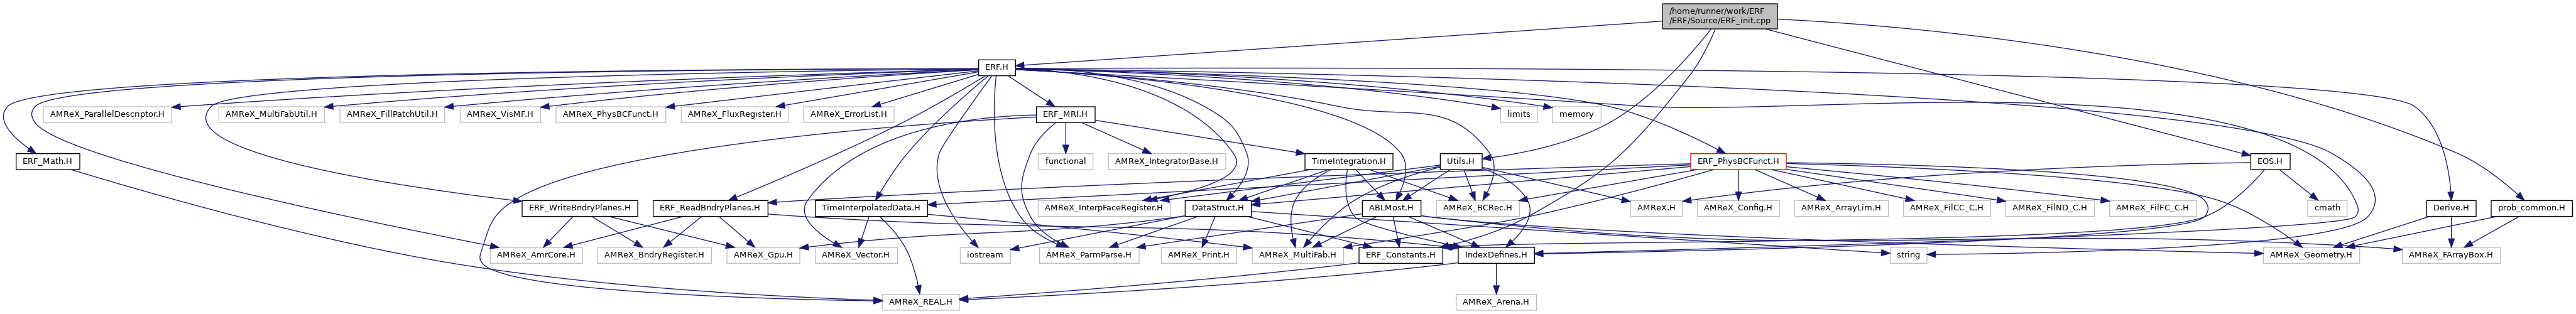 /home/runner/work/ERF
/ERF/Source/ERF_init.cpp
ERF.H
AMReX_ParallelDescriptor.H
AMReX_MultiFabUtil.H
AMReX_FillPatchUtil.H
AMReX_VisMF.H
AMReX_PhysBCFunct.H
AMReX_FluxRegister.H
AMReX_ErrorList.H
ERF_MRI.H
limits
memory
ERF_Math.H
functional
AMReX_IntegratorBase.H
TimeIntegration.H
Utils.H
ERF_PhysBCFunct.H
EOS.H
ERF_WriteBndryPlanes.H
ERF_ReadBndryPlanes.H
TimeInterpolatedData.H
AMReX_InterpFaceRegister.H
DataStruct.H
ABLMost.H
AMReX_BCRec.H
AMReX.H
AMReX_Config.H
AMReX_ArrayLim.H
AMReX_FilCC_C.H
AMReX_FilND_C.H
AMReX_FilFC_C.H
cmath
Derive.H
prob_common.H
AMReX_AmrCore.H
AMReX_BndryRegister.H
AMReX_Gpu.H
AMReX_Vector.H
iostream
AMReX_ParmParse.H
AMReX_Print.H
AMReX_MultiFab.H
ERF_Constants.H
IndexDefines.H
string
AMReX_Geometry.H
AMReX_FArrayBox.H
AMReX_REAL.H
AMReX_Arena.H